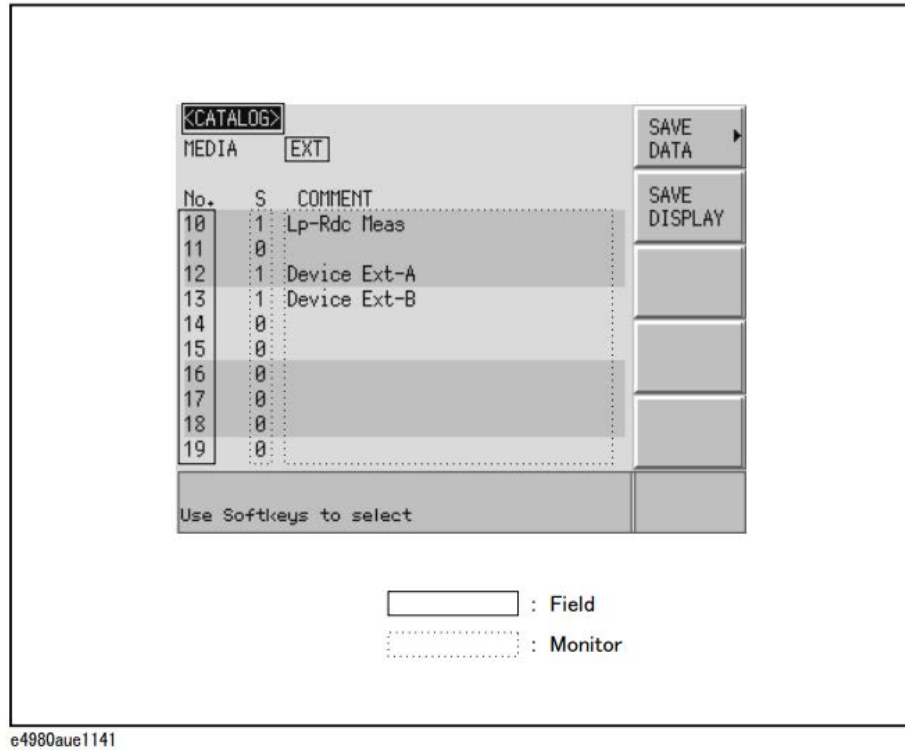 <CATALOG>
MEDIA EXT
No. S COMMENT
10 1 Lp-Rdc Meas
11 0
12 1 Device Ext-A
13 1 Device Ext-B
14 0
15 0
16 0
17 0
18 0
19 0
SAVE
DATA
SAVE
DISPLAY
Use Softkeys to select
: Field
: Monitor
e4980aue1141